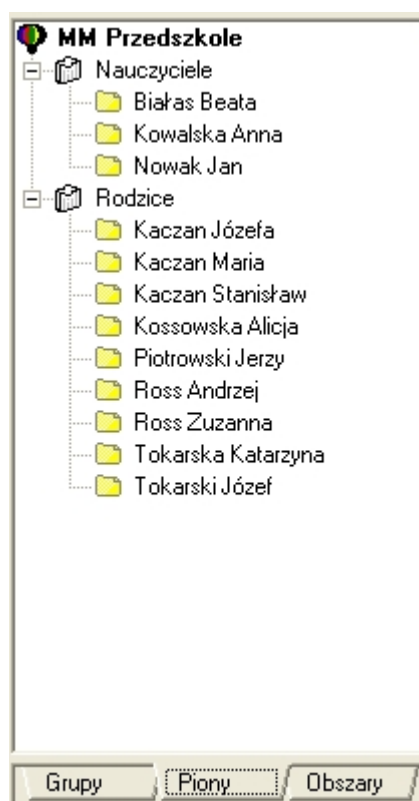 MM Przedszkole
Nauczyciele
Białas Beata
Kowalska Anna
Nowak Jan
Rodzice
Kaczan Józefa
Kaczan Maria
Kaczan Stanisław
Kossowska Alicja
Piotrowski Jerzy
Ross Andrzej
Ross Zuzanna
Tokarska Katarzyna
Tokarski Józef
Grupy Piony Obszary